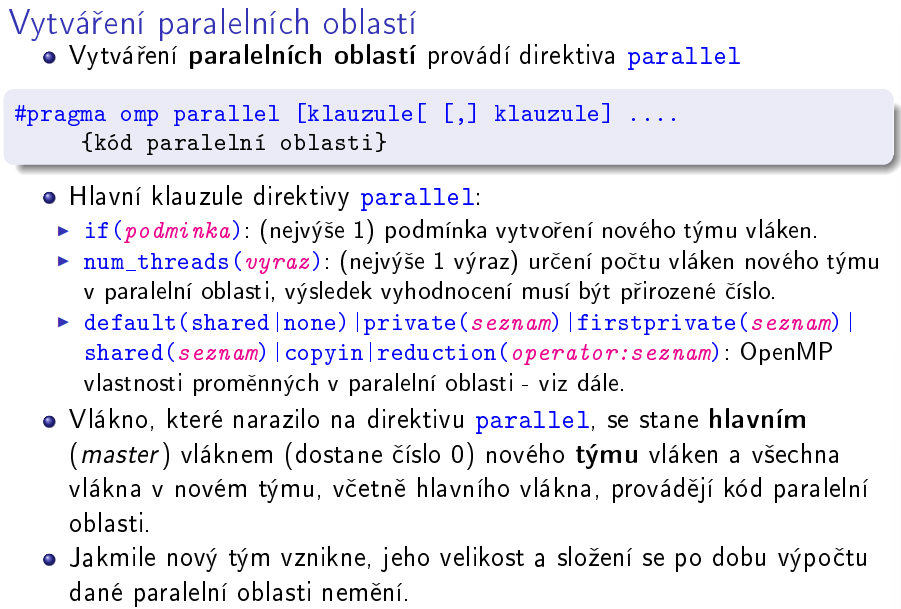 Vytváření paralelních oblastí
Vytváření paralelních oblastí provádí direktiva parallel
#pragma omp parallel [klauzule[ [,] klauzule] ....
{kód paralelní oblasti}
Hlavní klauzule direktivy parallel:
if(podminka): (nejvýše 1) podmínka vytvoření nového týmu vláken.
num_threads(vyraz): (nejvýše 1 výraz) určení počtu vláken nového týmu
v paralelní oblasti, výsledek vyhodnocení musí být přirozené číslo.
default(shared|none)|private(seznam)|firstprivate(seznam)|
shared(seznam)|copyin|reduction(operator:seznam): OpenMP
vlastnosti proměnných v paralelní oblasti - viz dále.
Vlákno, které narazilo na direktivu parallel, se stane hlavním
(master) vláknem (dostane číslo 0) nového týmu vláken a všechna
vlákna v novém týmu, včetně hlavního vlákna, provádějí kód paralelní
oblasti.
Jakmile nový tým vznikne, jeho velikost a složení se po dobu výpočtu
dané paralelní oblasti nemění.